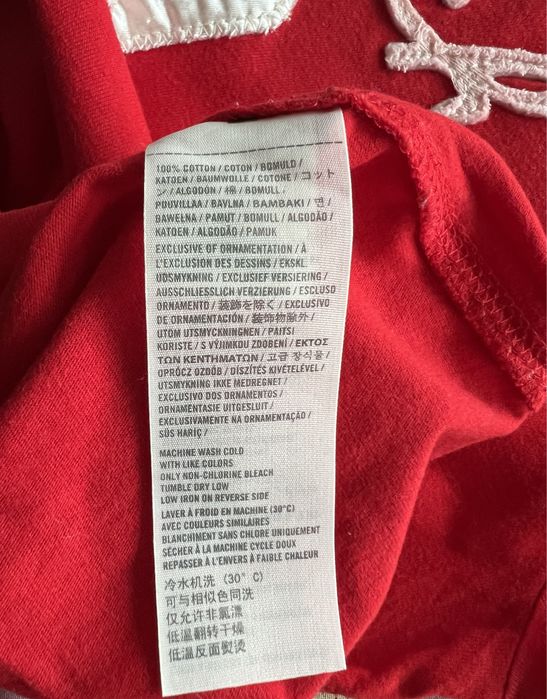 100% COTTON / COTON / BOMULD /
KATOEN / BAUMWOLLE / COTONE / コット
ン / ALGODÓN / 棉 / BOMULL /
PUUVILLAA / BAVLNA / BAMBAKI / 면 /
BAWEŁNA / PAMUT / BOMULL / ALGODÃO /
KATOEN / ALGODÃO / PAMUK
EXCLUSIVE OF ORNAMENTATION / À
L'EXCLUSION DES DESSINS / EKSKL
UDSMYKNING / EXCLUSIEF VERSIERING /
AUSSCHLIESSLICH VERZIERUNG / ESCLUSO
ORNAMENTO / 装飾を除く / EXCLUSIVO
DE ORNAMENTACIÓN / 装饰物除外 /
UTOM UTSMYCKNINGEN / PAITSI
KORISTE / S VÝJIMKOU ZDOBENÍ / ΕΚΤΟΣ
ΤΩΝ ΚΕΝΤΗΜΑΤΩΝ / 고급 장식물 /
OPRÓCZ OZDÓB / DÍSZÍTÉS KIVÉTELÉVEL /
UTSMYKNING IKKE MEDREGNET /
EXCLUSIVO DOS ORNAMENTOS /
ORNAMENTASIE UITGESLUIT /
EXCLUSIVAMENTE NA ORNAMENTAÇÃO /
SÜS HARİÇ /
MACHINE WASH COLD
WITH LIKE COLORS
ONLY NON-CHLORINE BLEACH
TUMBLE DRY LOW
LOW IRON ON REVERSE SIDE
LAVER À FROID EN MACHINE (30°C)
AVEC COULEURS SIMILAIRES
BLANCHIMENT SANS CHLORE UNIQUEMENT
SÉCHER À LA MACHINE CYCLE DOUX
REPASSER À L'ENVERS À FAIBLE CHALEUR
冷水机洗 (30° C)
可与相似色同洗
仅允许非氯漂
低温翻转干燥
低温反面熨烫